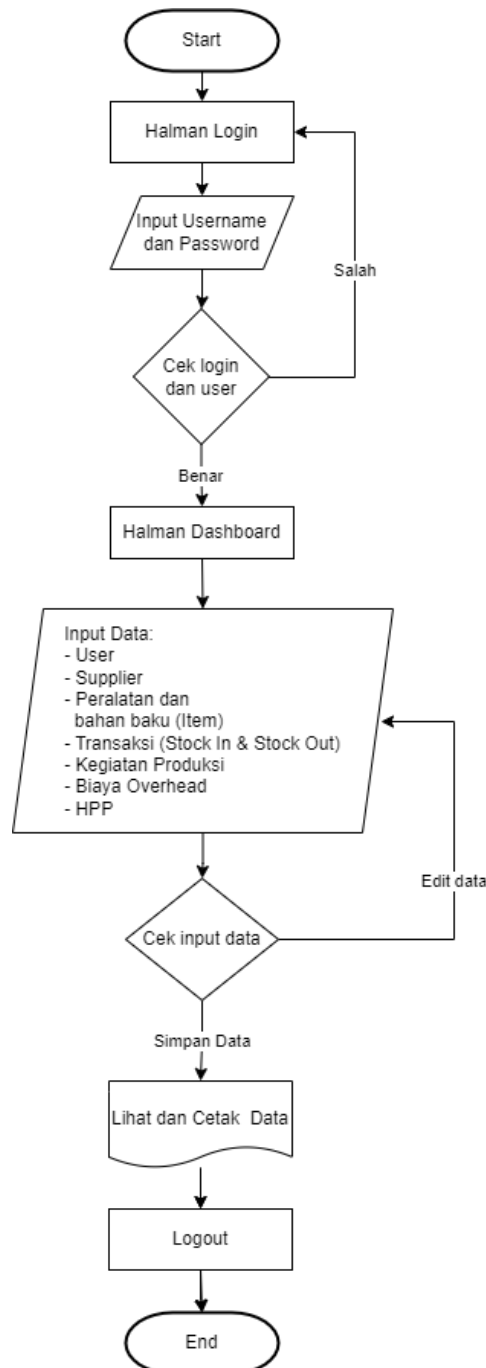 Start
Halman Login
Input Username
dan Password
Salah
Cek login
dan user
Benar
Halman Dashboard
Input Data:
- User
- Supplier
- Peralatan dan
bahan baku (Item)
- Transaksi (Stock In & Stock Out)
- Kegiatan Produksi
- Biaya Overhead
- HPP
Edit data
Cek input data
Simpan Data
Lihat dan Cetak Data
Logout
End